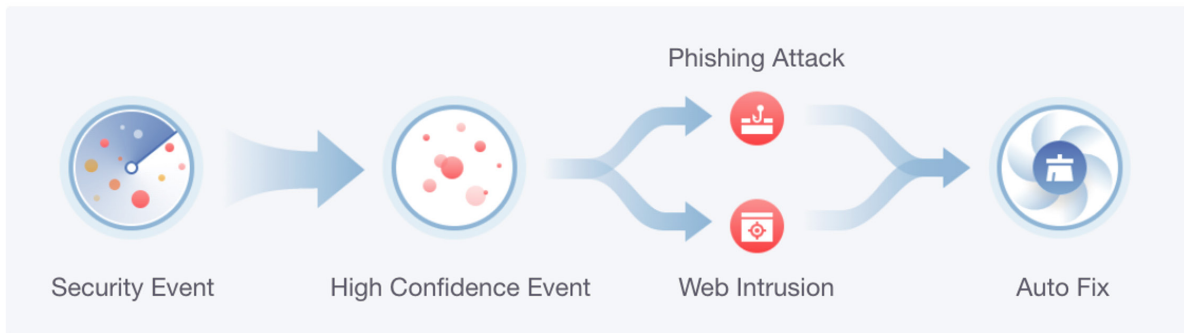 Phishing Attack
Security Event
High Confidence Event
Web Intrusion
Auto Fix